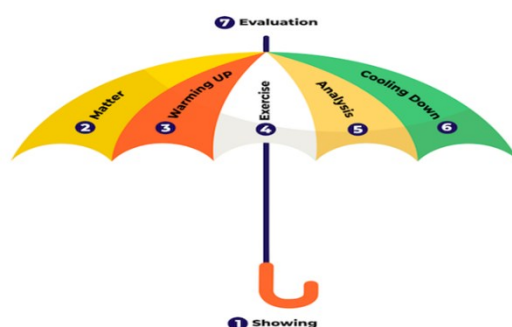 7 Evaluation
2 Matter
3 Warming Up
4 Exercise
5 Analysis
6 Cooling Down
1 Showing